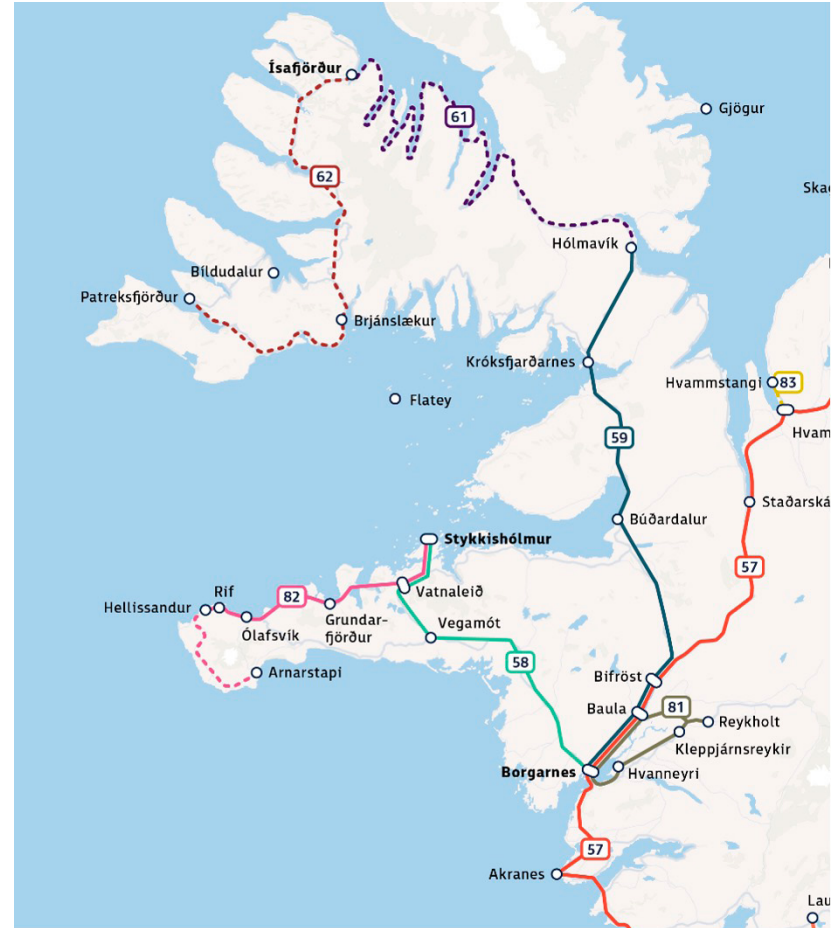 Ísafjörður
61
Gjögur
62
Skag
Hólmavík
Bíldudalur
Patreksfjörður
Brjánslækur
Króksfjarðarnes
Hvammstangi
83
Flatey
Hvam
59
Staðarská
Búðardalur
Stykkishólmur
57
Rif
82
Vatnaleið
Hellissandur
Ólafsvík
Grundar-
fjörður
Vegamót
58
Arnarstapi
Bifröst
Baula
81
Reykholt
Kleppjárnsreykir
Borgarnes
Hvanneyri
57
Akranes
Lau